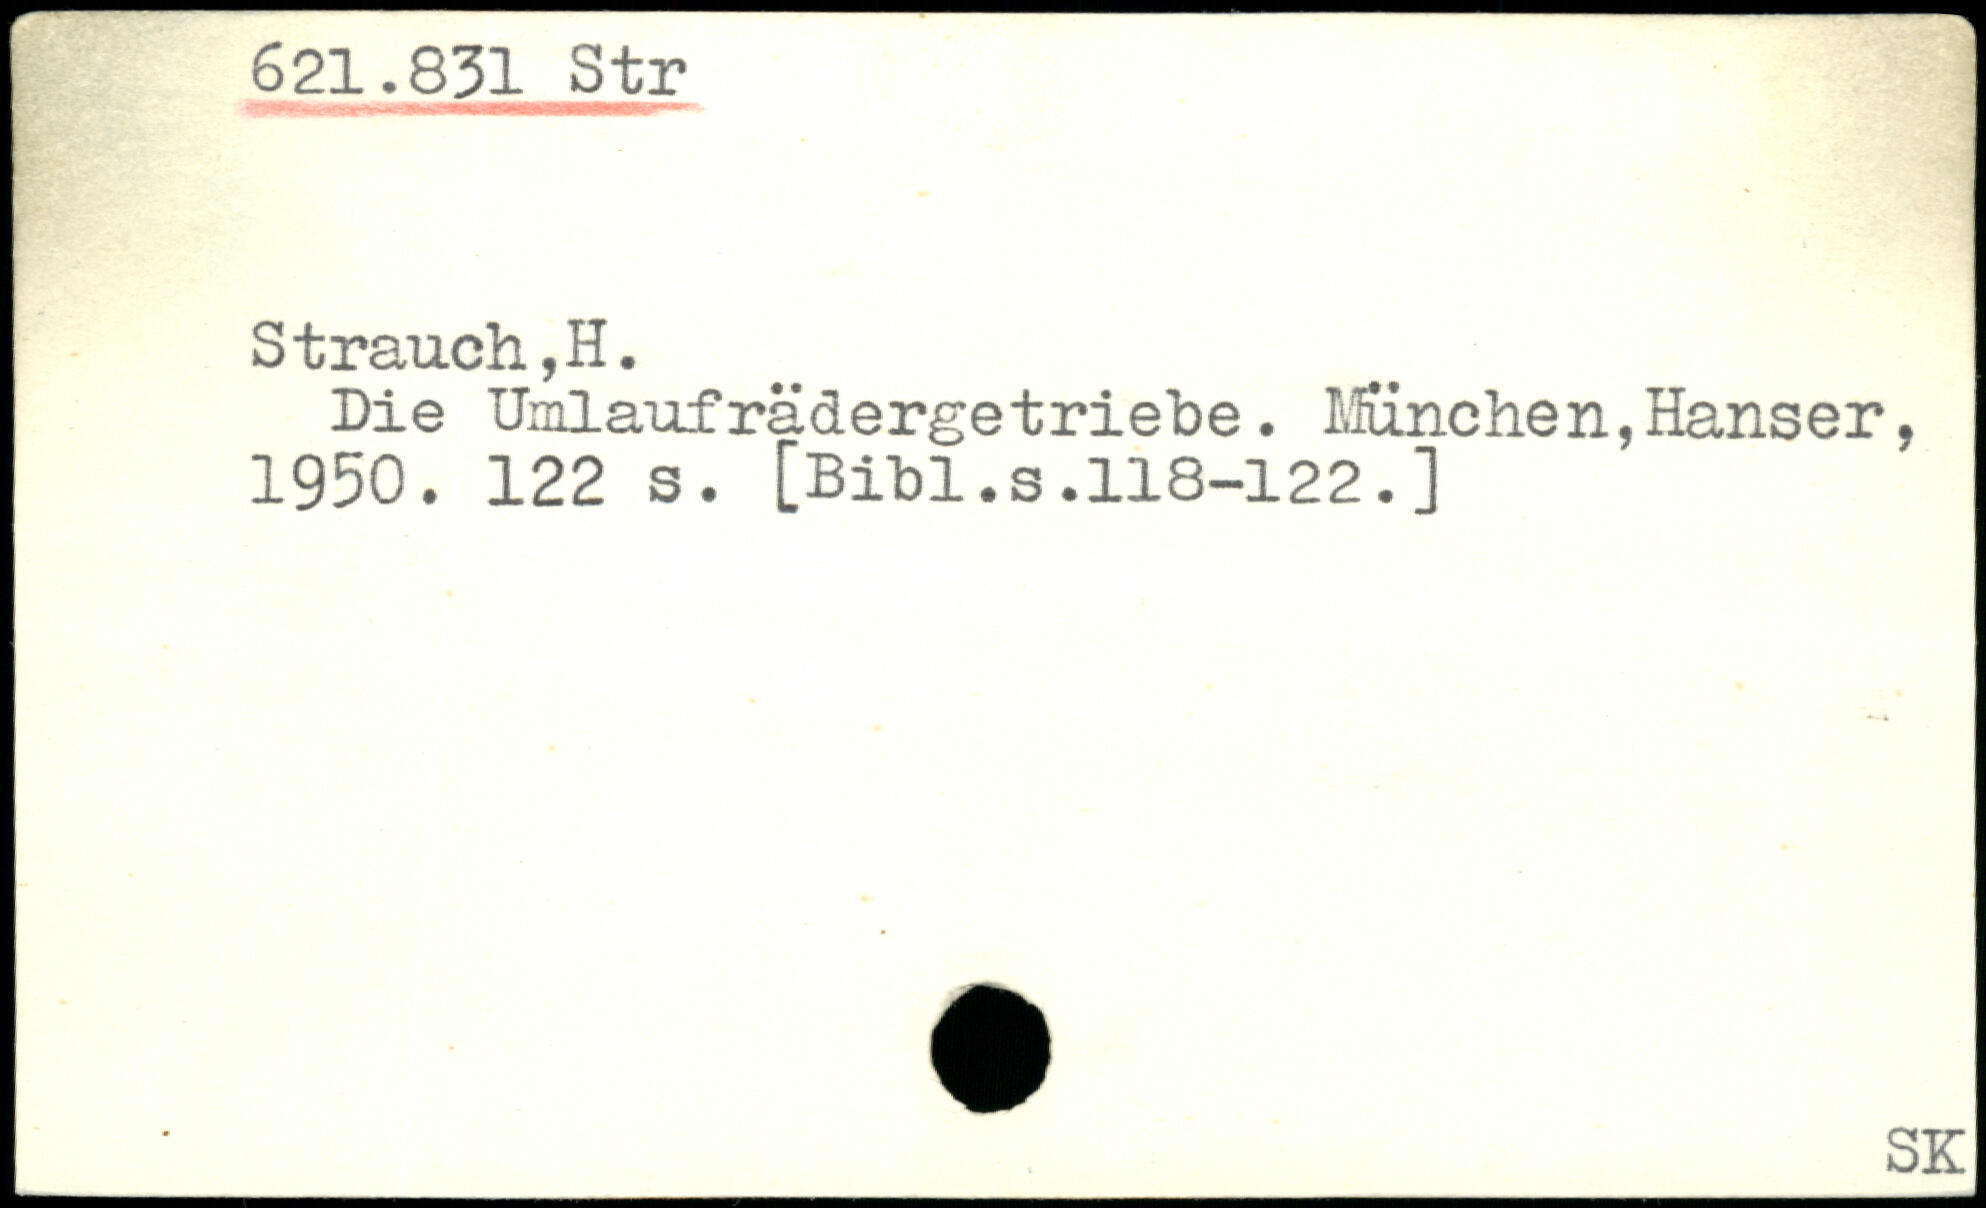 621.831 Str
Strauch,H.
Die Umlaufrädergetriebe. München,Hanser,
1950. 122 s. [Bibl.s.118-122.]
SK